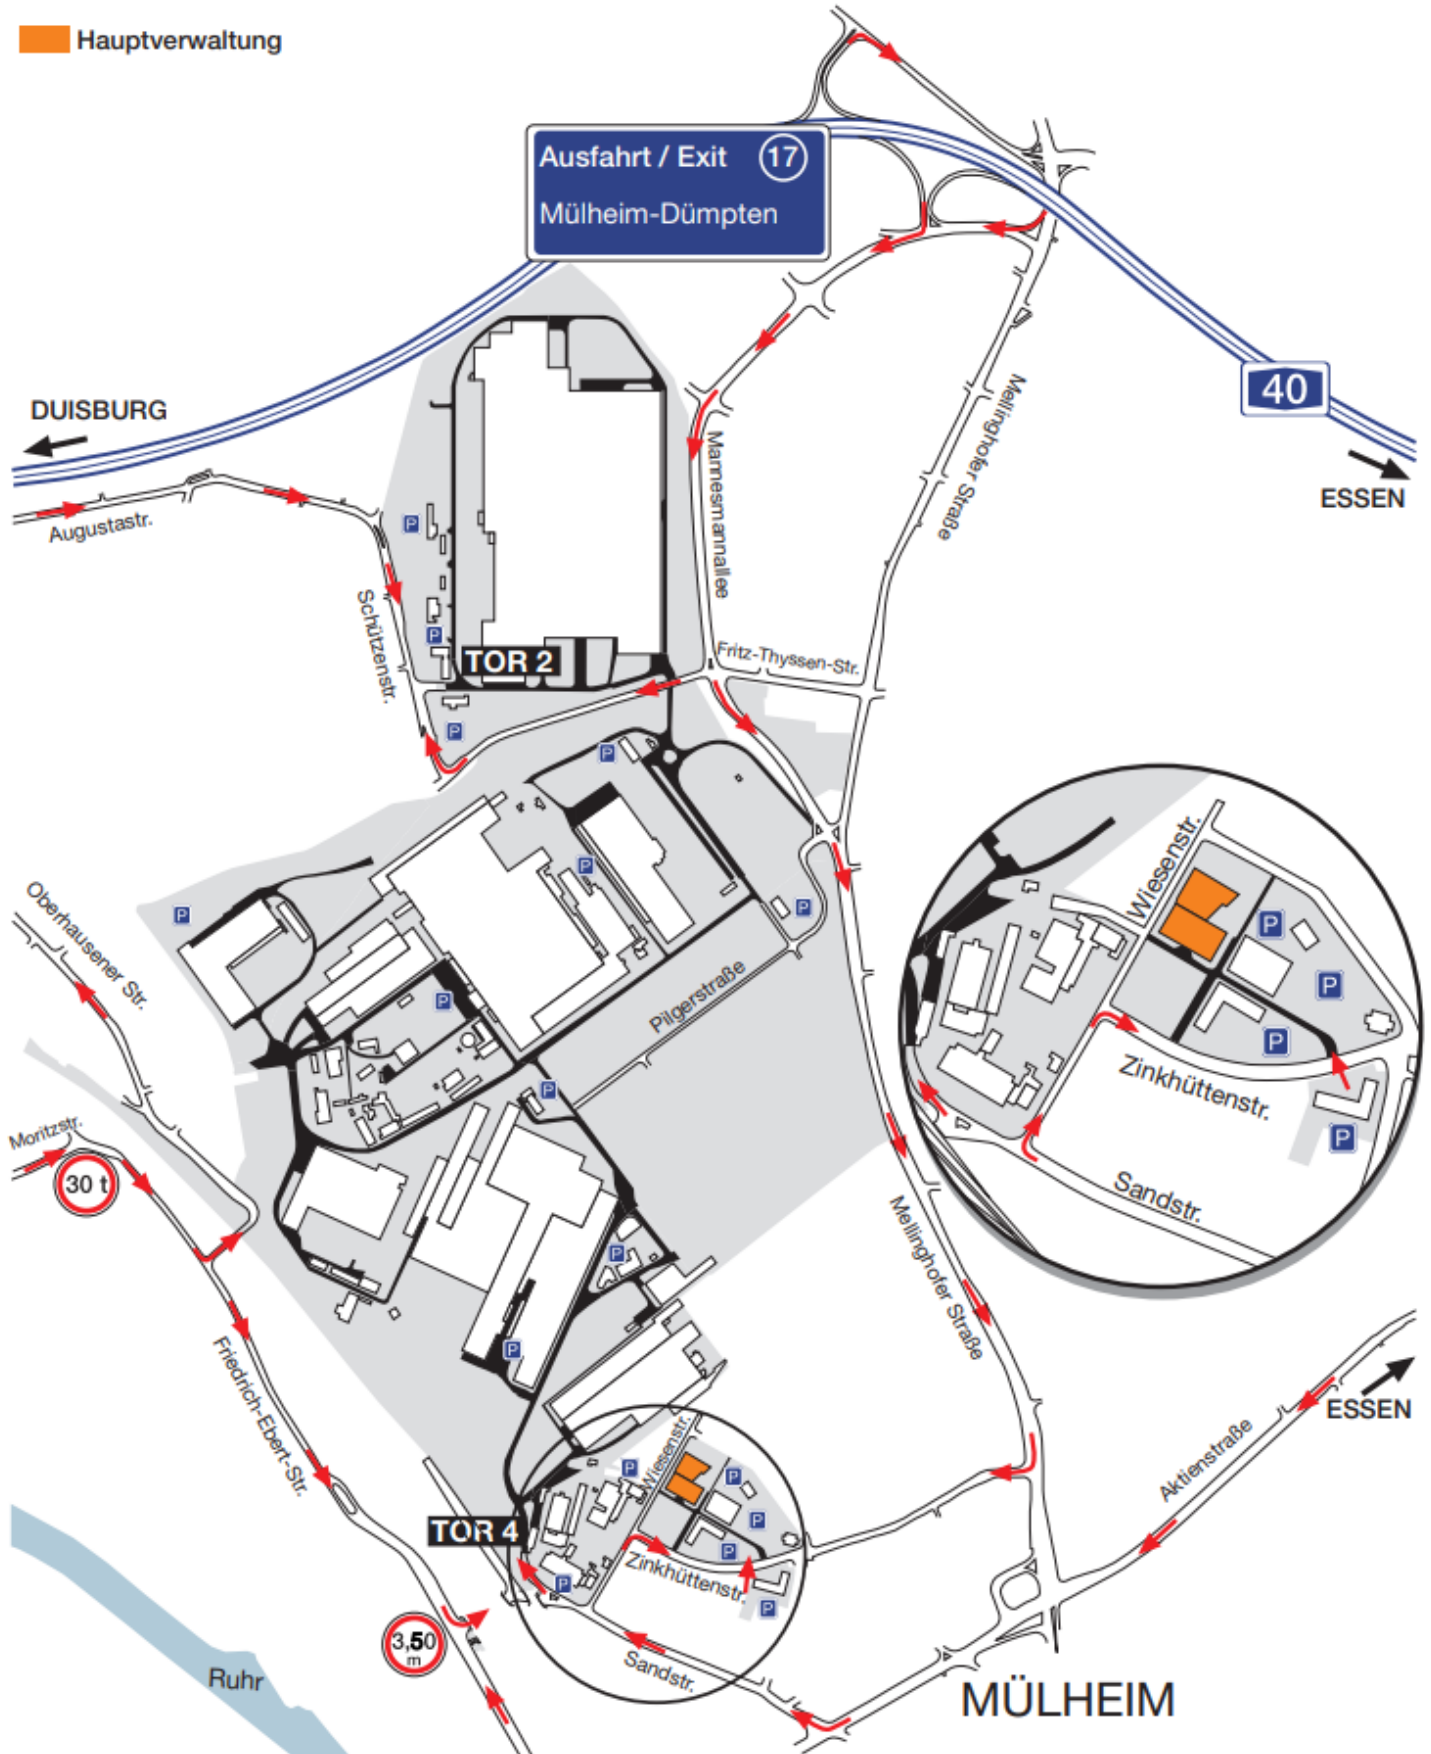 Hauptverwaltung
Ausfahrt / Exit 17
Mülheim-Dümpten
40
DUISBURG
ESSEN
Augustastr.
Mellinghofer Straße
Mannesmannallee
P
Schützenstr.
P
TOR 2
Fritz-Thyssen-Str.
P
P
P
P
P
Oberhausener Str.
P
Pilgerstraße
P
Wiesenstr.
P
P
P
Zinkhüttenstr.
P
Sandstr.
Moritzstr.
30 t
Mellinghofer Straße
P
P
Friedrich-Ebert-Str.
ESSEN
Aktienstraße
Wiesenstr.
P
P
P
TOR 4
P
Zinkhüttenstr.
P
P
3,50
m
Sandstr.
Ruhr
MÜLHEIM